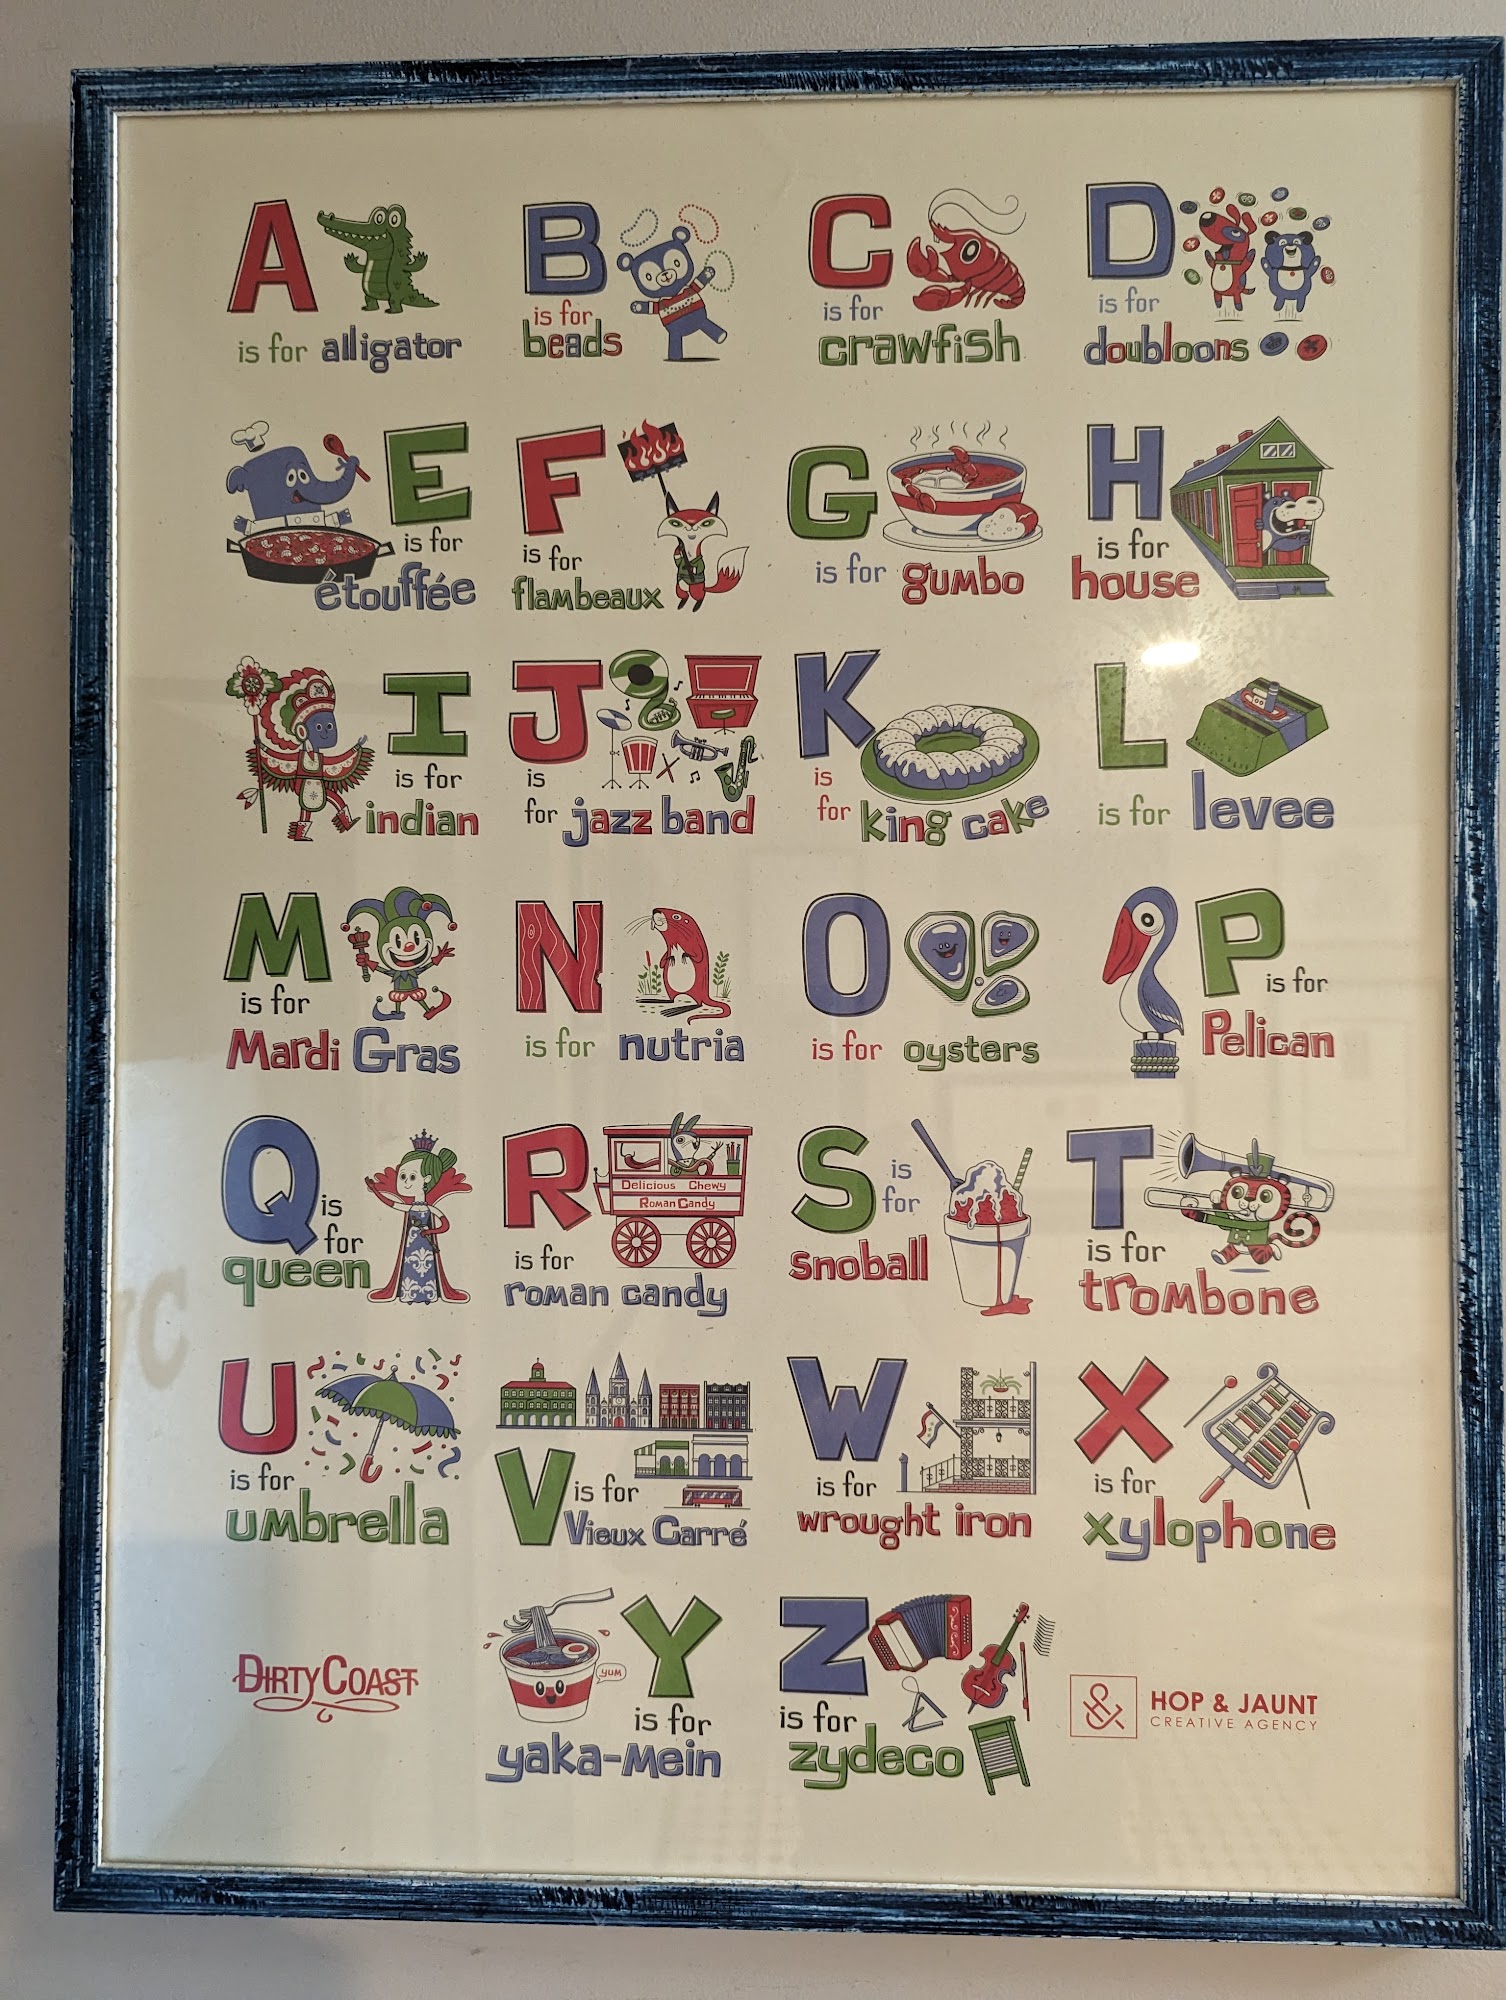 A
is for alligator
B
is for
beads
C
is for
crawfish
D
is for
doubloons
E
is for
étouffée
F
is for
flambeaux
G
is for gumbo
H
is for
house
I
is for
indian
J
is
for jazz band
K
is
for king cake
L
is for levee
M
is for
Mardi Gras
N
is for nutria
O
is for oysters
P is for
Pelican
Q is
for
queen
Delicious Chewy
Roman Candy
R
is for
roman candy
S is
for
snoball
T
is for
trombone
U
is for
umbrella
V is for
Vieux Carré
W
is for
wrought iron
X
is for
xylophone
DIRTY COAST
YUM
Y
is for
yaka-mein
Z
is for
zydeco
HOP & JAUNT
CREATIVE AGENCY